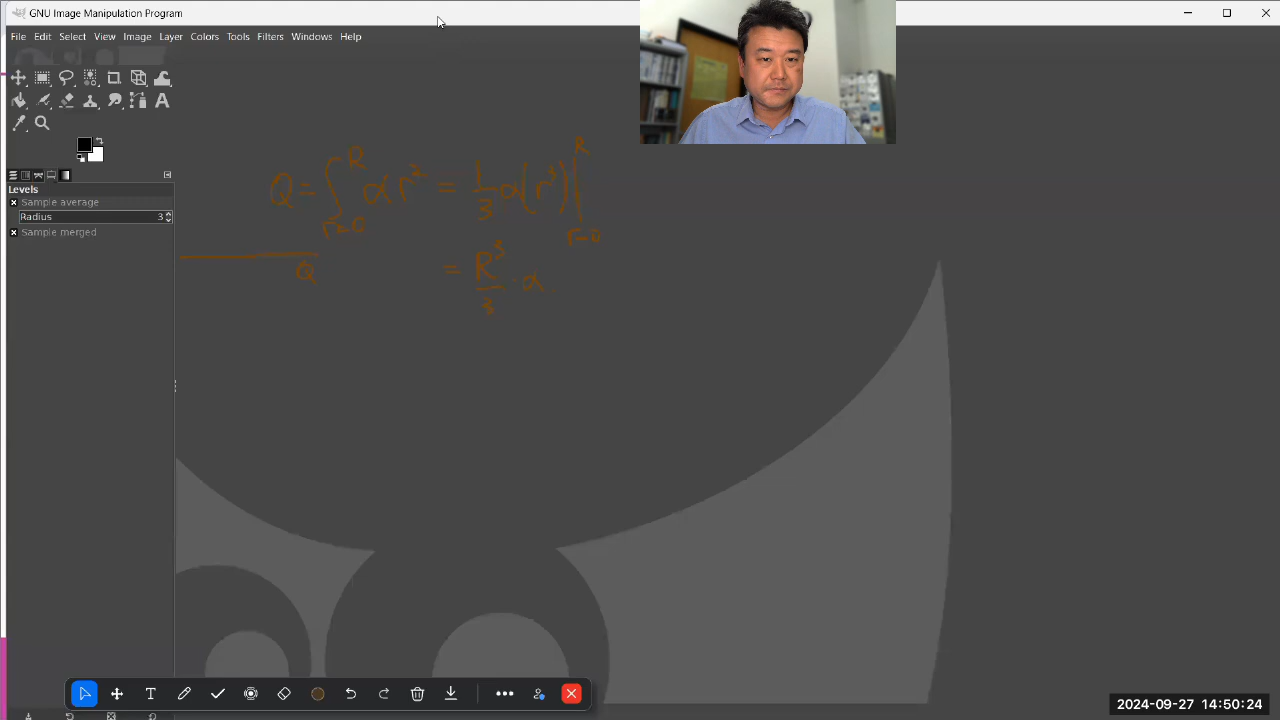 GNU Image Manipulation Program
File Edit Select View Image Layer Colors Tools Filters Windows Help
Levels
Sample average
Radius 3
Sample merged
Q = ∫_{r=0}^{R} α r² = 1/3 α (r³) |_{r=0}^{R}
Q
= R³/3 · α
2024-09-27 14:50:24